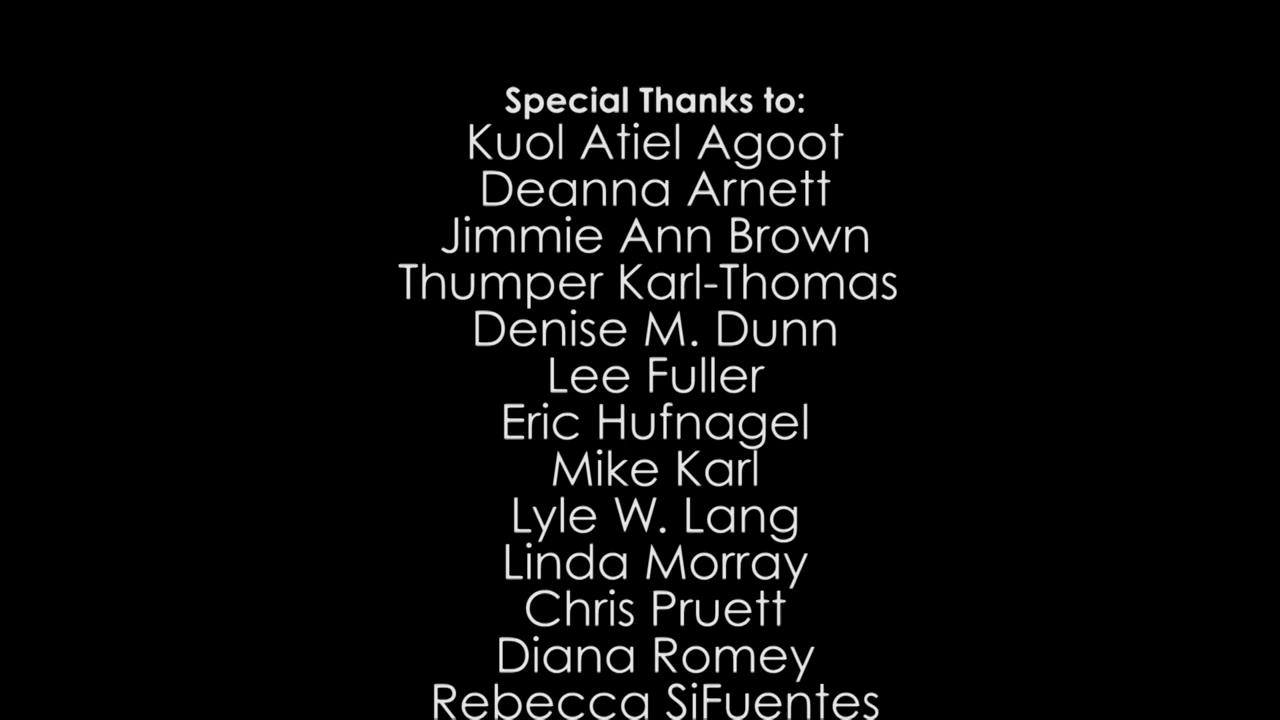 Special Thanks to:
Kuol Atiel Agoot
Deanna Arnett
Jimmie Ann Brown
Thumper Karl-Thomas
Denise M. Dunn
Lee Fuller
Eric Hufnagel
Mike Karl
Lyle W. Lang
Linda Morray
Chris Pruett
Diana Romey
Rebecca SiFuentes